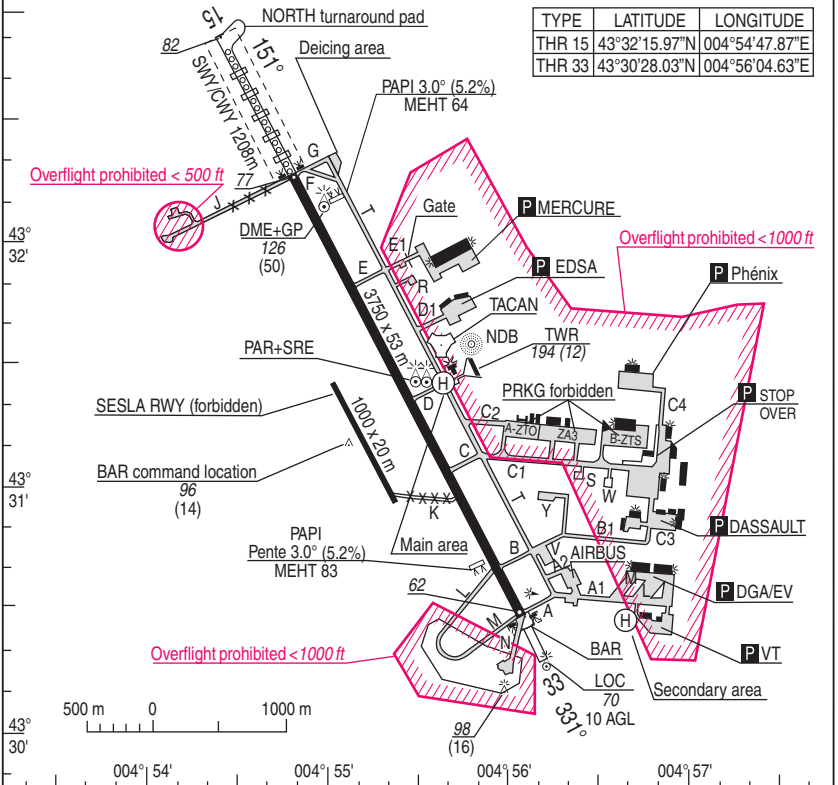 TYPE LATITUDE LONGITUDE
THR 15 43°32'15.97"N 004°54'47.87"E
THR 33 43°30'28.03"N 004°56'04.63"E
15
NORTH turnaround pad
82
151°
Deicing area
SWY/CWY 1208m
PAPI 3.0° (5.2%)
MEHT 64
G
Overflight prohibited < 500 ft
77
F
J
T
Gate
P MERCURE
DME+GP
126
(50)
43°
32'
E1
Overflight prohibited <1000 ft
E
R
P EDSA
P Phénix
D1
TACAN
3750 x 53 m
NDB
TWR
194 (12)
PAR+SRE
H
PRKG forbidden
P STOP
OVER
SESLA RWY (forbidden)
D
C4
1000 x 20 m
C2
A-ZTO
ZA3
B-ZTS
BAR command location
96
(14)
C
C1
43°
31'
S
W
T
K
Y
PAPI
Pente 3.0° (5.2%)
MEHT 83
Main area
B1
C3
P DASSAULT
B
V
AIRBUS
A2
62
L
A1
M
L
P DGA/EV
M
A
H
N
BAR
P VT
Overflight prohibited <1000 ft
33
331°
LOC
70
10 AGL
Secondary area
98
(16)
500 m 0 1000 m
43°
30'
004°54' 004°55' 004°56' 004°57'